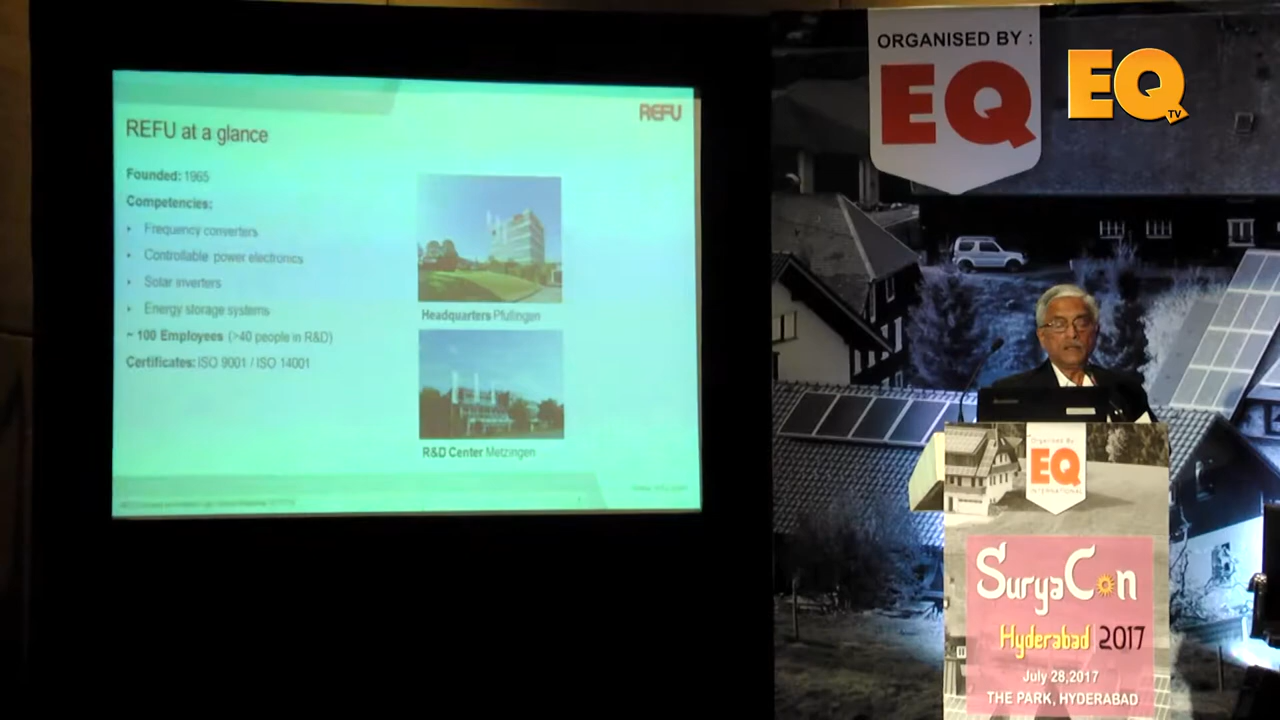 REFU
REFU at a glance
Founded: 1965
Competencies:
• Frequency converters
• Controllable power electronics
• Solar inverters
• Energy storage systems
~ 100 Employees (>40 people in R&D)
Certificates: ISO 9001 / ISO 14001
Headquarters Pfullingen
R&D Center Metzingen
ORGANISED BY :
EQ
EQ
TV
Organised By
EQ
INTERNATIONAL
SuryaCon
Hyderabad 2017
July 28,2017
THE PARK, HYDERABAD